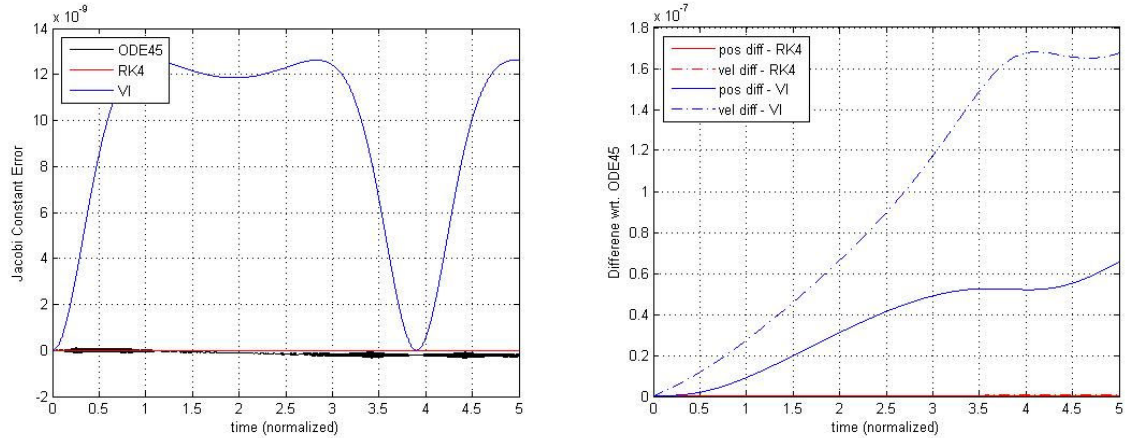 x 10⁻⁹
14
12
10
8
6
4
2
0
-2
ODE45
RK4
VI
Jacobi Constant Error
0 0.5 1 1.5 2 2.5 3 3.5 4 4.5 5
time (normalized)
x 10⁻⁷
1.8
1.6
1.4
1.2
1
0.8
0.6
0.4
0.2
0
pos diff - RK4
vel diff - RK4
pos diff - VI
vel diff - VI
Differene wrt. ODE45
0 0.5 1 1.5 2 2.5 3 3.5 4 4.5 5
time (normalized)